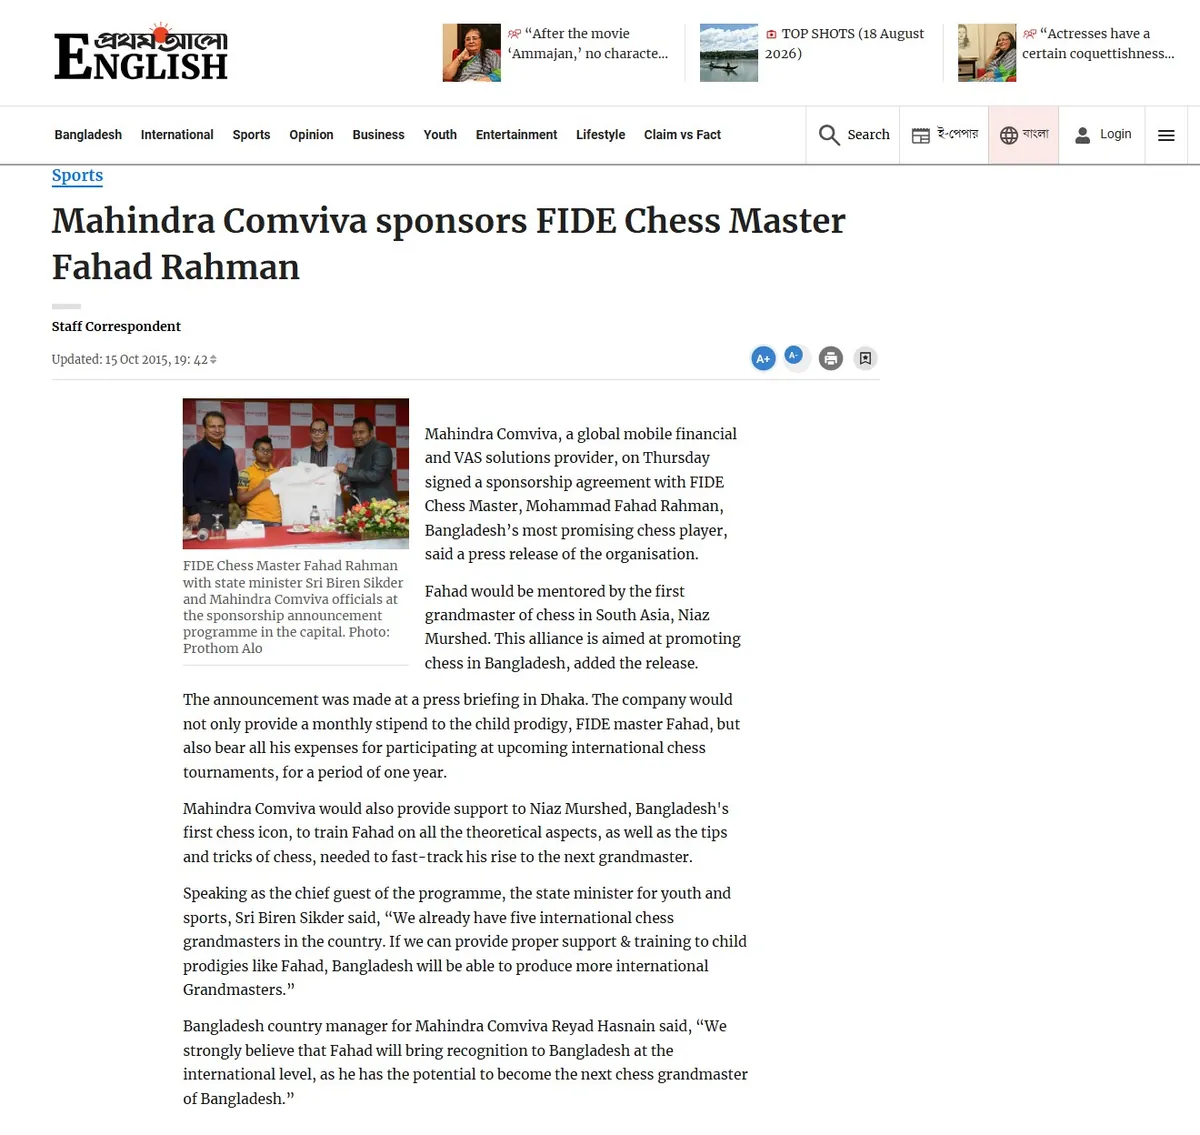 প্রথম আলো
ENGLISH
“After the movie
‘Ammajan,’ no characte...
TOP SHOTS (18 August
2026)
“Actresses have a
certain coquettishness...
Bangladesh International Sports Opinion Business Youth Entertainment Lifestyle Claim vs Fact Search ই-পেপার বাংলা Login
Sports
Mahindra Comviva sponsors FIDE Chess Master
Fahad Rahman
Staff Correspondent
Updated: 15 Oct 2015, 19: 42
A+ A-
Mahindra Comviva, a global mobile financial
and VAS solutions provider, on Thursday
signed a sponsorship agreement with FIDE
Chess Master, Mohammad Fahad Rahman,
Bangladesh’s most promising chess player,
said a press release of the organisation.
FIDE Chess Master Fahad Rahman
with state minister Sri Biren Sikder
and Mahindra Comviva officials at
the sponsorship announcement
programme in the capital. Photo:
Prothom Alo
Fahad would be mentored by the first
grandmaster of chess in South Asia, Niaz
Murshed. This alliance is aimed at promoting
chess in Bangladesh, added the release.
The announcement was made at a press briefing in Dhaka. The company would
not only provide a monthly stipend to the child prodigy, FIDE master Fahad, but
also bear all his expenses for participating at upcoming international chess
tournaments, for a period of one year.
Mahindra Comviva would also provide support to Niaz Murshed, Bangladesh's
first chess icon, to train Fahad on all the theoretical aspects, as well as the tips
and tricks of chess, needed to fast-track his rise to the next grandmaster.
Speaking as the chief guest of the programme, the state minister for youth and
sports, Sri Biren Sikder said, “We already have five international chess
grandmasters in the country. If we can provide proper support & training to child
prodigies like Fahad, Bangladesh will be able to produce more international
Grandmasters.”
Bangladesh country manager for Mahindra Comviva Reyad Hasnain said, “We
strongly believe that Fahad will bring recognition to Bangladesh at the
international level, as he has the potential to become the next chess grandmaster
of Bangladesh.”